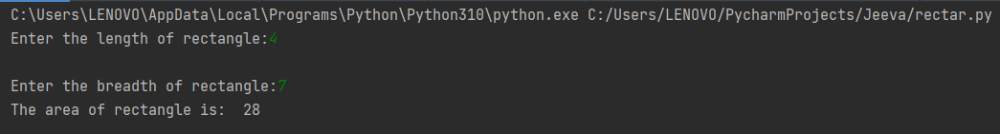 C:\Users\LENOVO\AppData\Local\Programs\Python\Python310\python.exe C:/Users/LENOVO/PycharmProjects/Jeeva/rectar.py
Enter the length of rectangle:4
Enter the breadth of rectangle:7
The area of rectangle is:  28